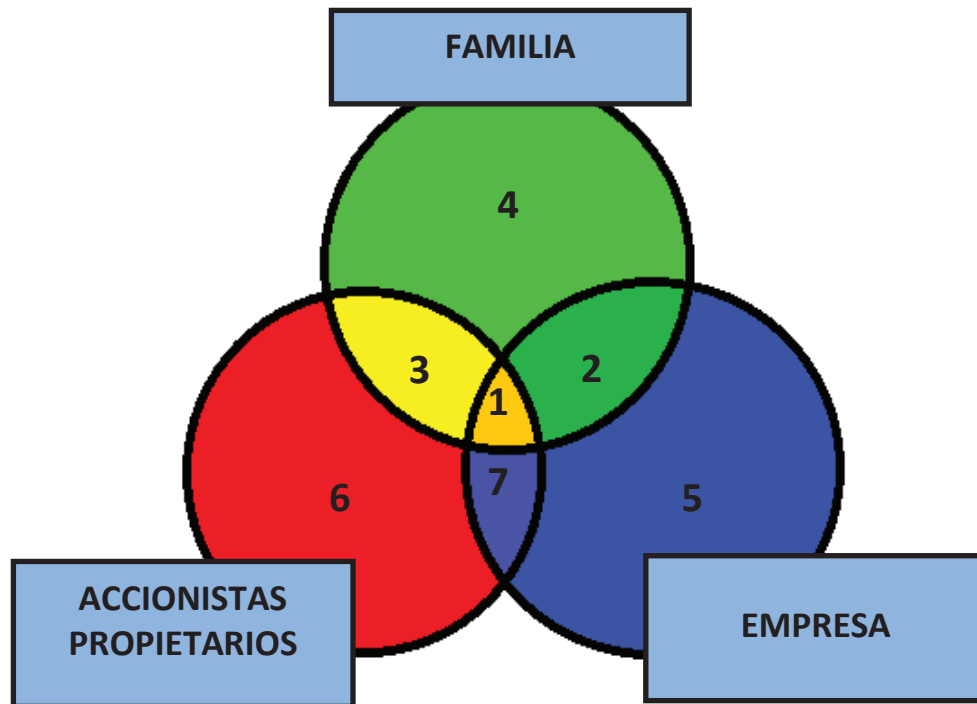 FAMILIA
4
3
2
1
7
6
5
ACCIONISTAS
PROPIETARIOS
EMPRESA